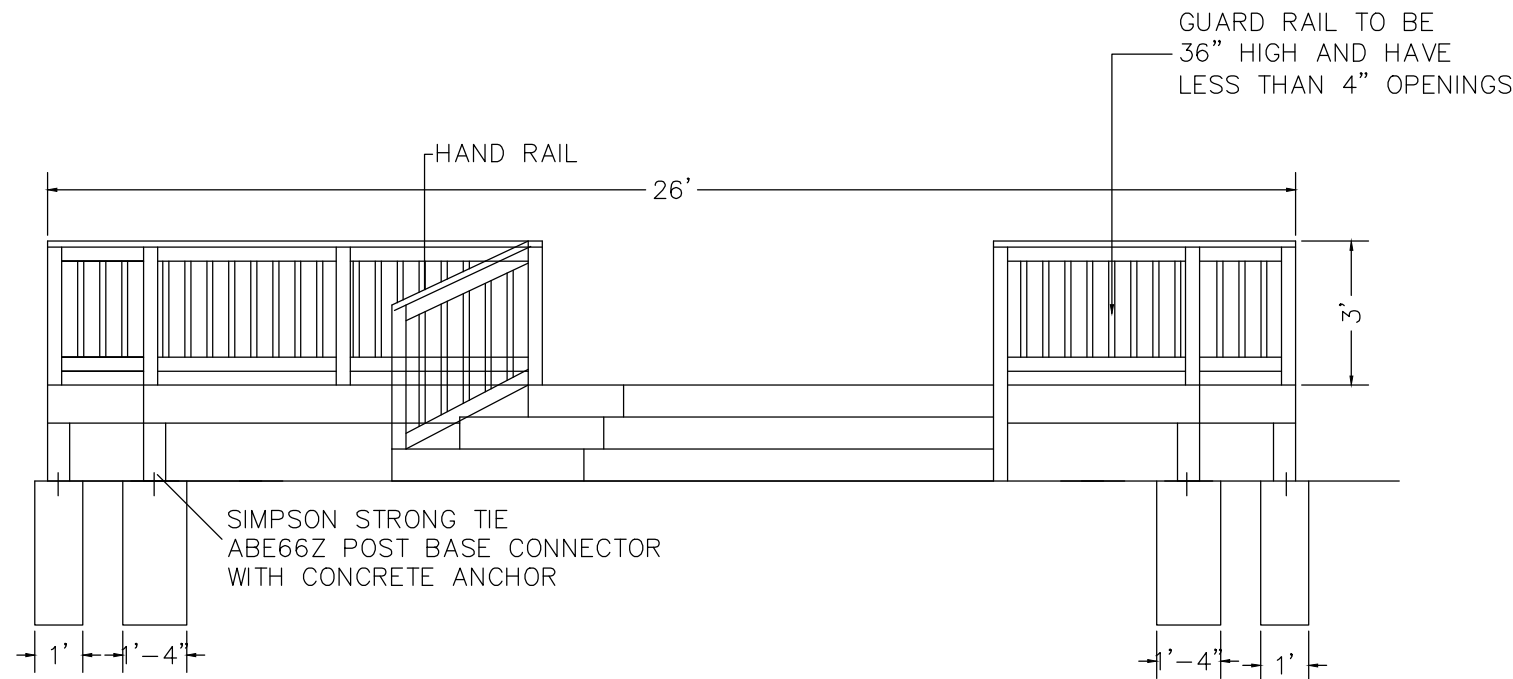 GUARD RAIL TO BE
36” HIGH AND HAVE
LESS THAN 4” OPENINGS
HAND RAIL
26’
3’
SIMPSON STRONG TIE
ABE66Z POST BASE CONNECTOR
WITH CONCRETE ANCHOR
1’
1’–4”
1’–4”
1’